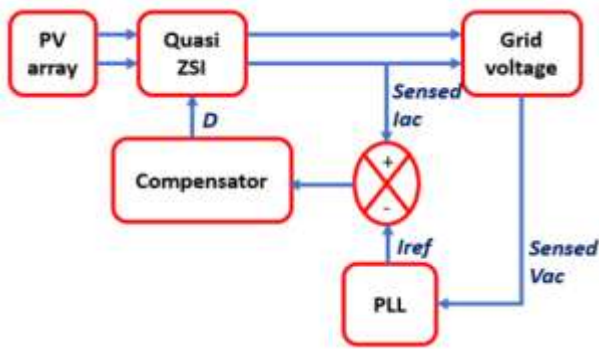 PV
array
Quasi
ZSI
Grid
voltage
Sensed
Iac
D
Compensator
+
-
Iref
Sensed
Vac
PLL